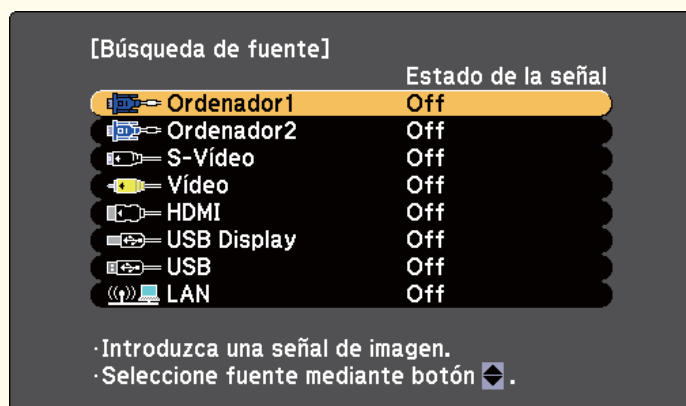 [Búsqueda de fuente]
Estado de la señal
Ordenador1 Off
Ordenador2 Off
S-Vídeo Off
Vídeo Off
HDMI Off
USB Display Off
USB Off
LAN Off
·Introduzca una señal de imagen.
·Seleccione fuente mediante botón .